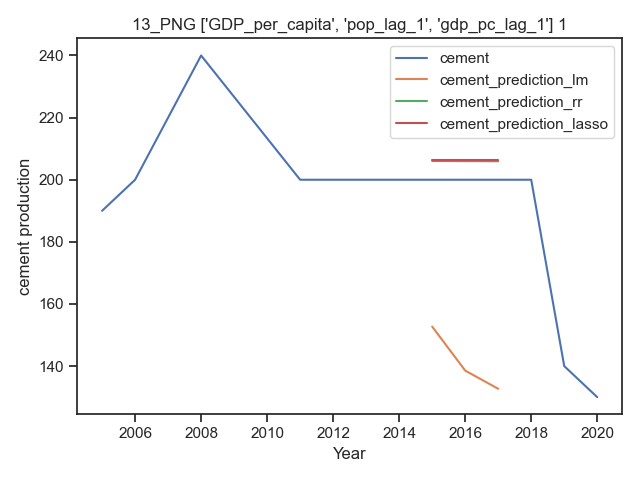 13_PNG ['GDP_per_capita', 'pop_lag_1', 'gdp_pc_lag_1'] 1
cement
cement_prediction_lm
cement_prediction_rr
cement_prediction_lasso
cement production
240
220
200
180
160
140
2006 2008 2010 2012 2014 2016 2018 2020
Year